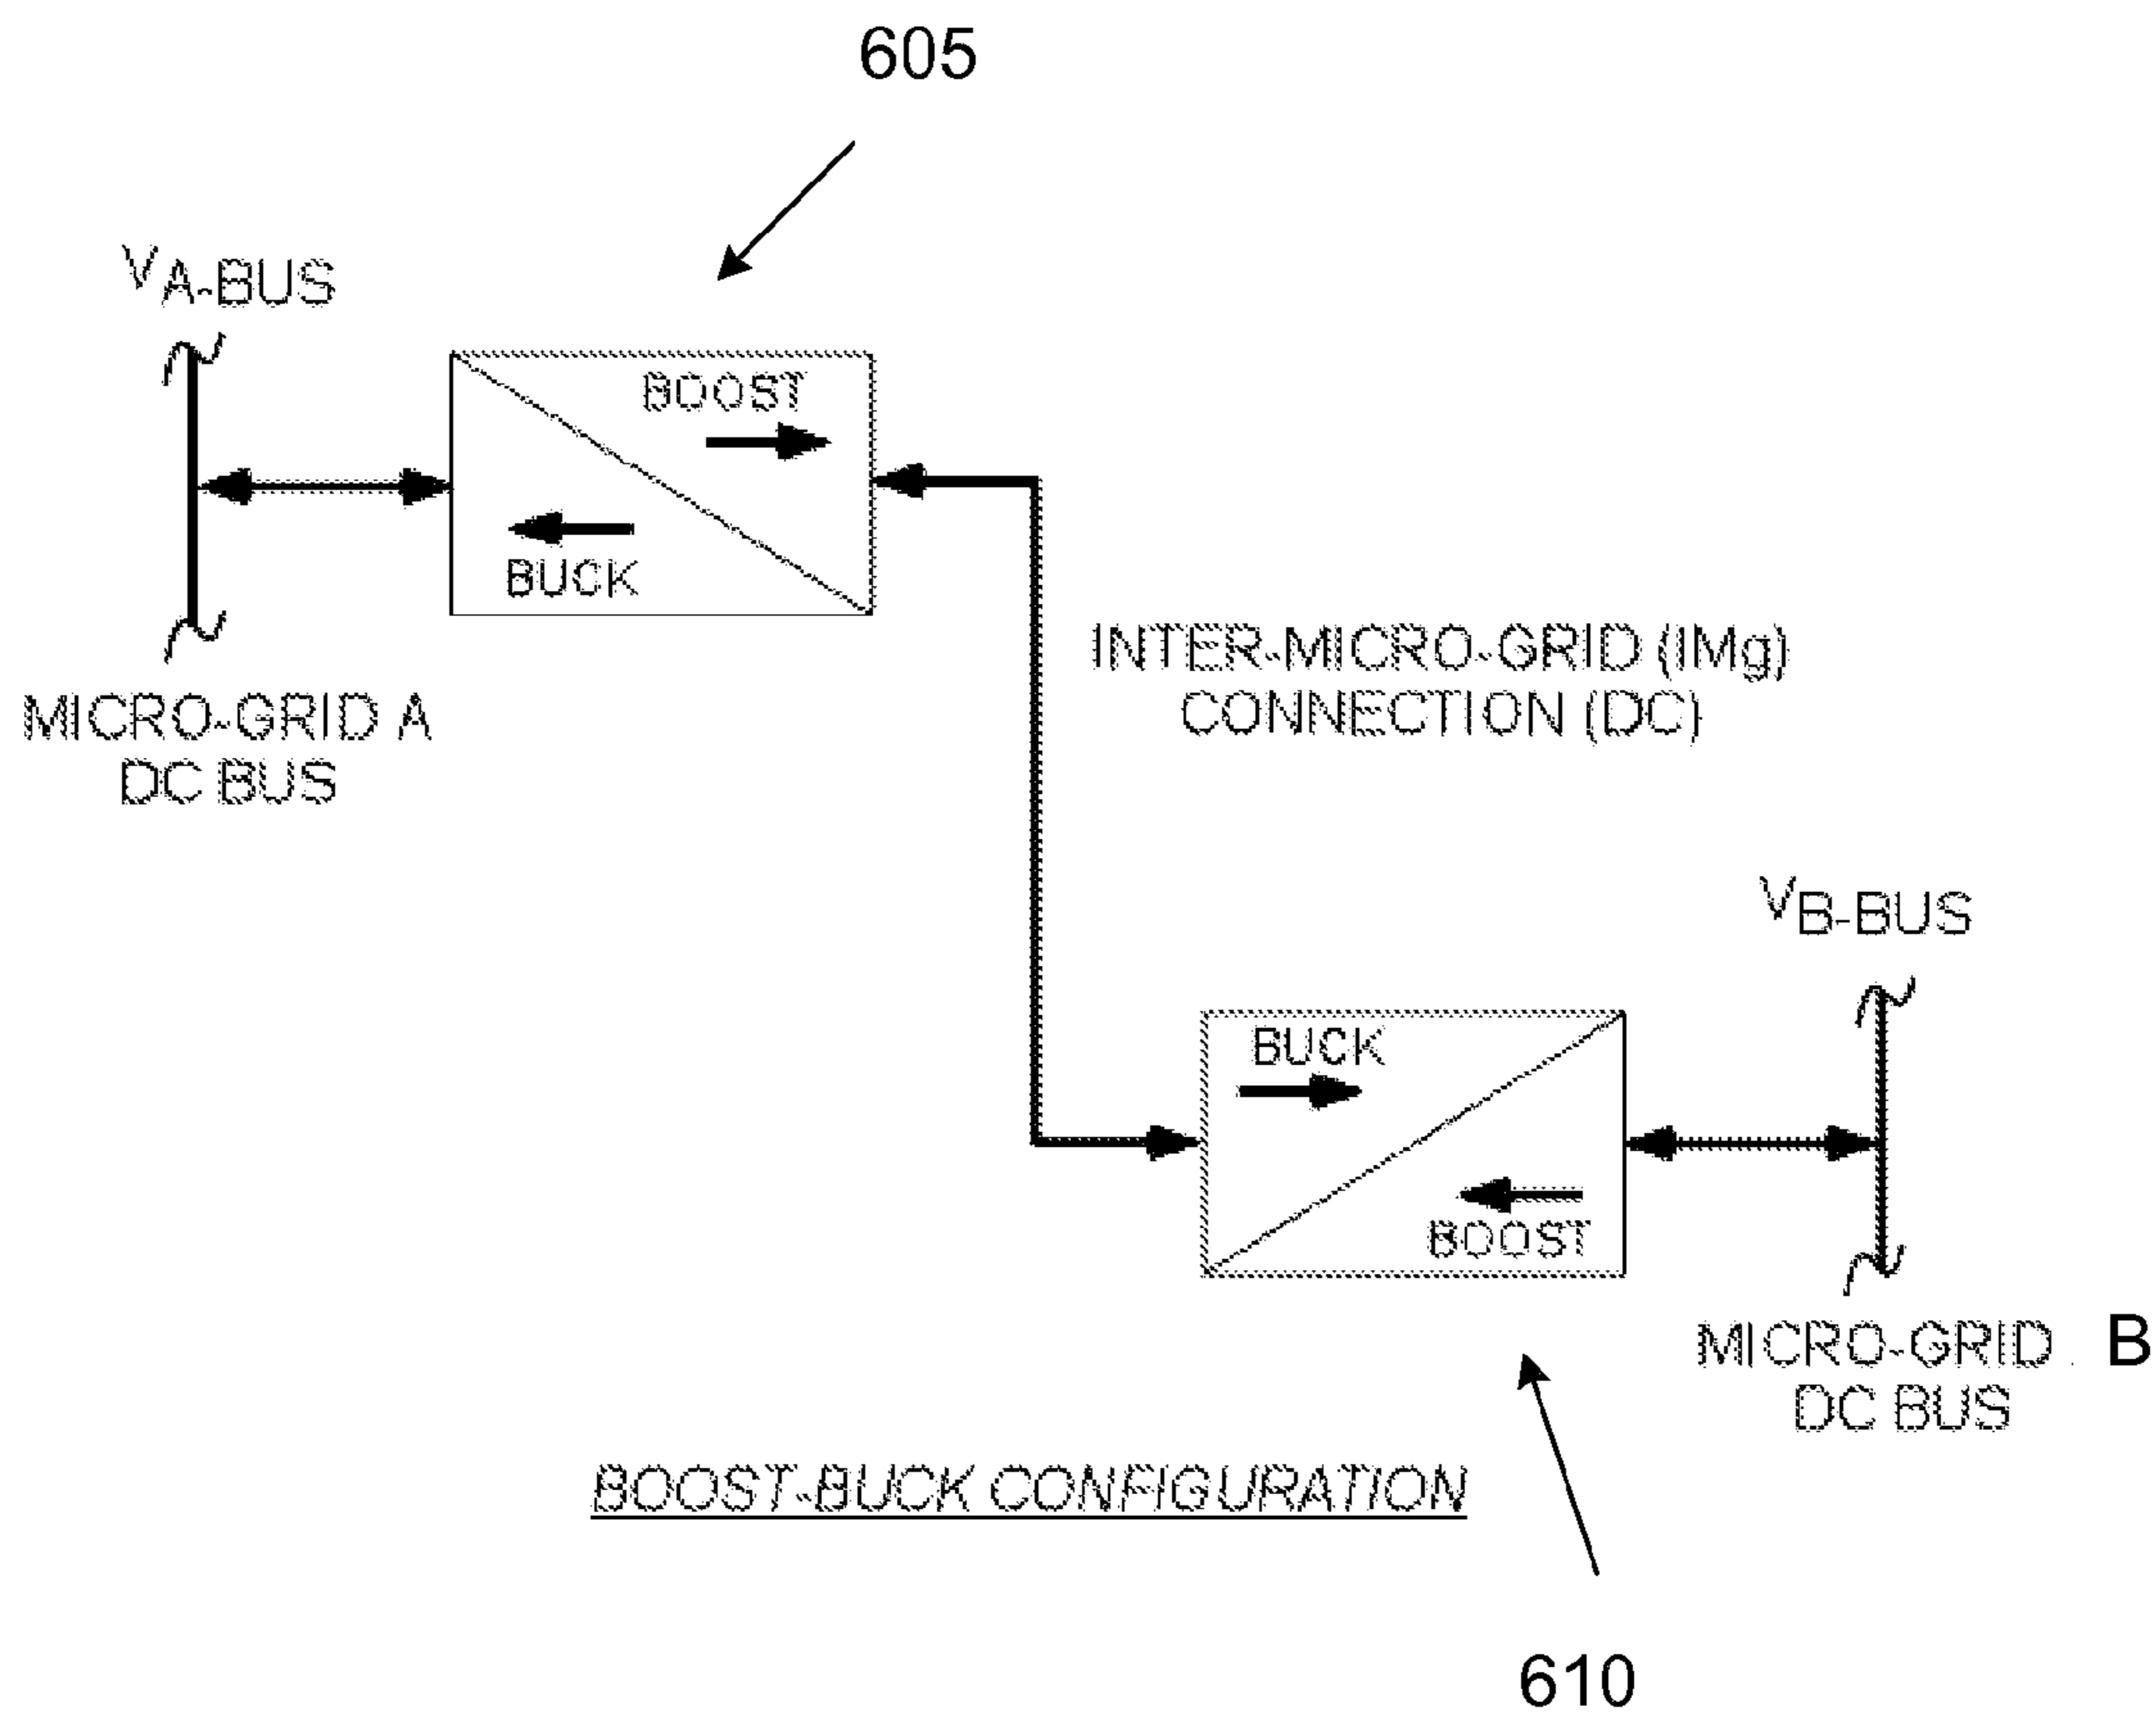 605
VA-BUS
BOOST
BUCK
MICRO-GRID A
DC BUS
INTER-MICRO-GRID (IMg)
CONNECTION (DC)
VB-BUS
BUCK
BOOST
MICRO-GRID B
DC BUS
BOOST-BUCK CONFIGURATION
610